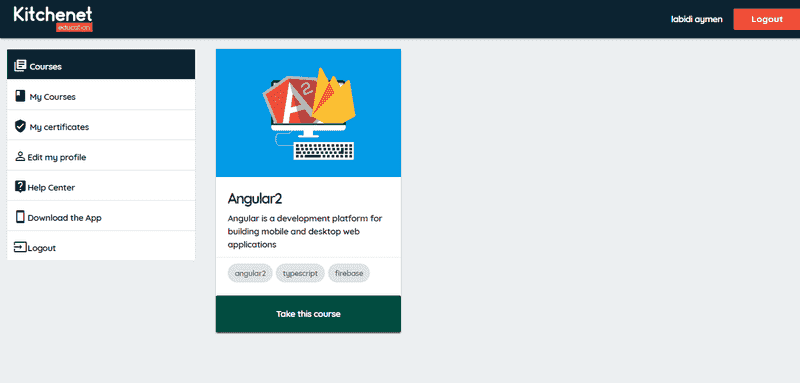 Kitchenet
education
labidi aymen
Logout
Courses
My Courses
My certificates
Edit my profile
Help Center
Download the App
Logout
A2
Angular2
Angular is a development platform for
building mobile and desktop web
applications
angular2
typescript
firebase
Take this course